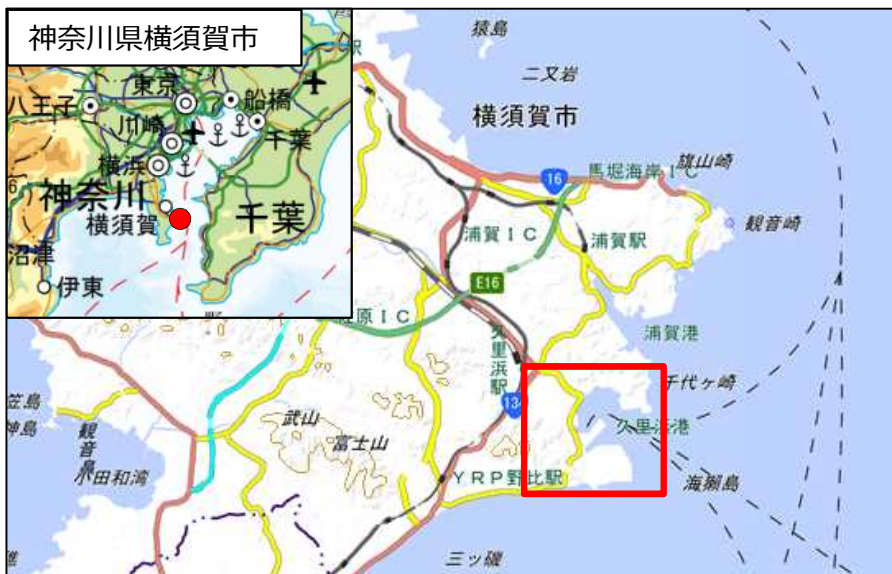 神奈川県横須賀市
東京
船橋
八王子
川崎
千葉
横浜
神奈川
横須賀
千葉
沼津
伊東
猿島
二又岩
横須賀市
馬堀海岸IC
旗山崎
16
浦賀IC
浦賀駅
観音崎
E16
原IC
久里浜駅
浦賀港
千代ヶ崎
134
久里浜港
笠島
武山
富士山
観音鼻
小田和湾
YRP野比駅
海獺島
三ッ磯